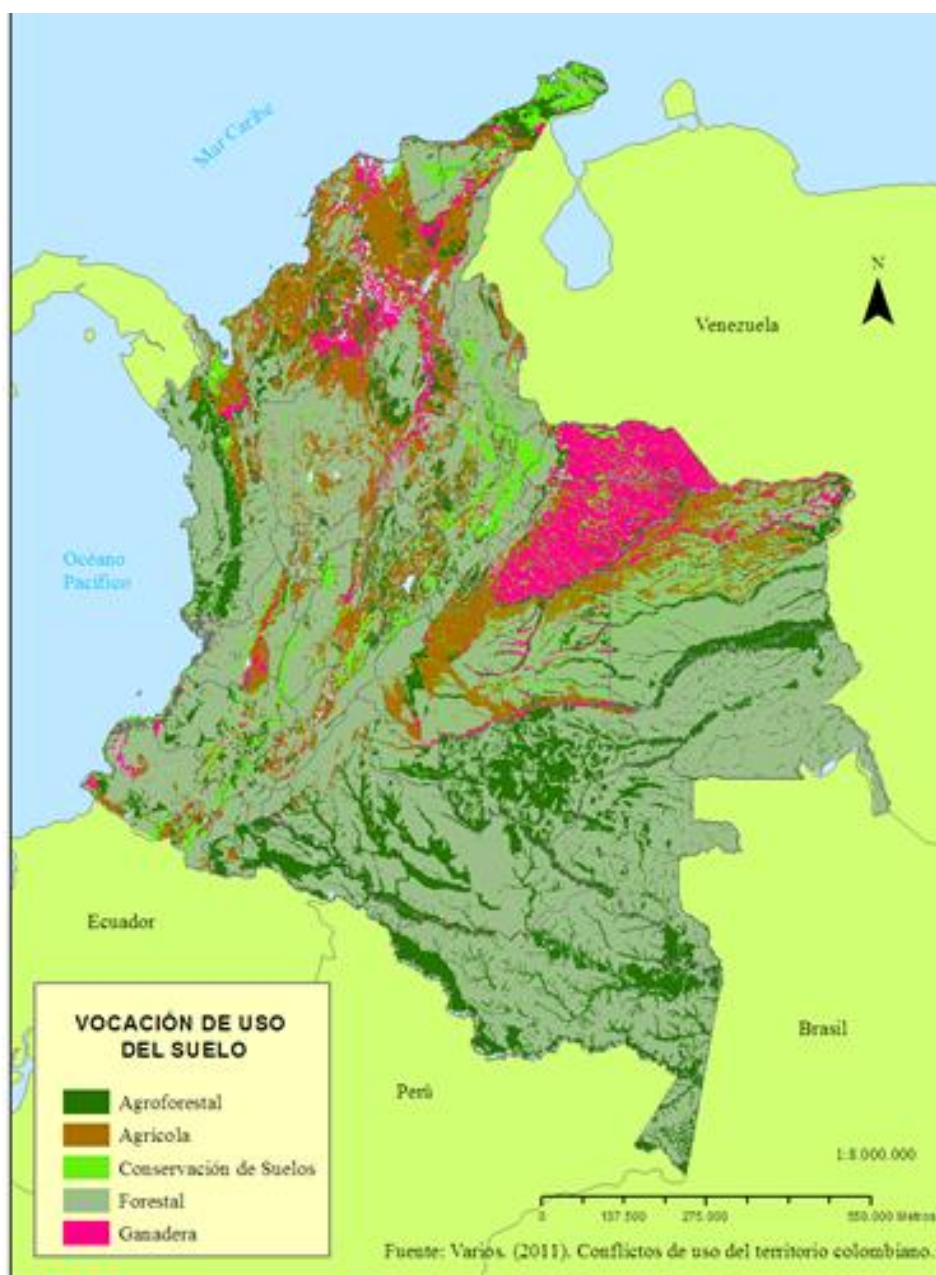 Mar Caribe
N
Venezuela
Océano
Pacífico
Ecuador
Perú
Brasil
VOCACIÓN DE USO
DEL SUELO
Agroforestal
Agrícola
Conservación de Suelos
Forestal
Ganadera
1:8.000.000
0 137.500 275.000 550.000 Metros
Fuente: Varios. (2011). Conflictos de uso del territorio colombiano.